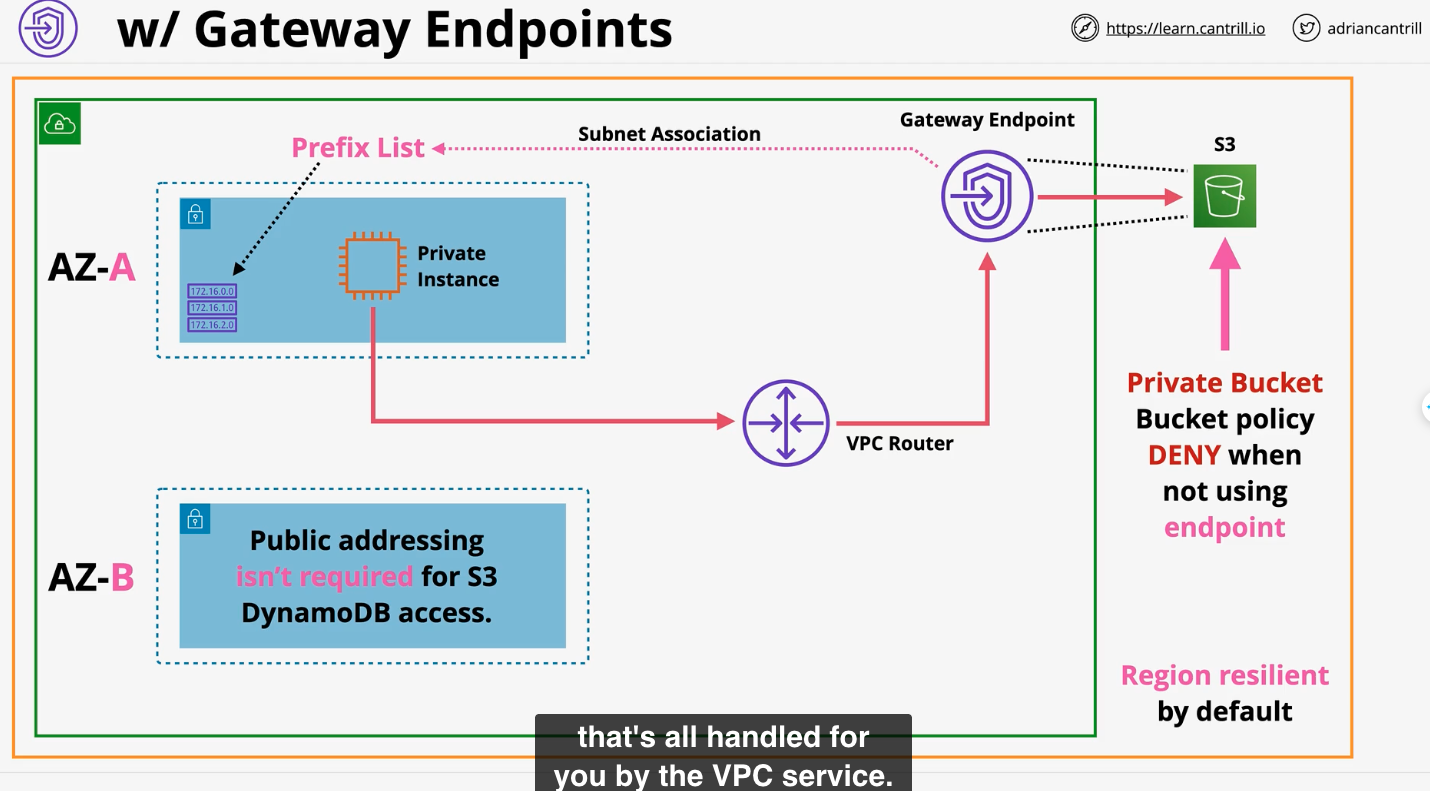 w/ Gateway Endpoints
https://learn.cantrill.io
adriancantrill
Gateway Endpoint
Subnet Association
Prefix List
S3
AZ-A
Private
Instance
172.16.0.0
172.16.1.0
172.16.2.0
VPC Router
Private Bucket
Bucket policy
DENY when
not using
endpoint
AZ-B
Public addressing
isn't required for S3
DynamoDB access.
Region resilient
by default
that's all handled for
you by the VPC service.